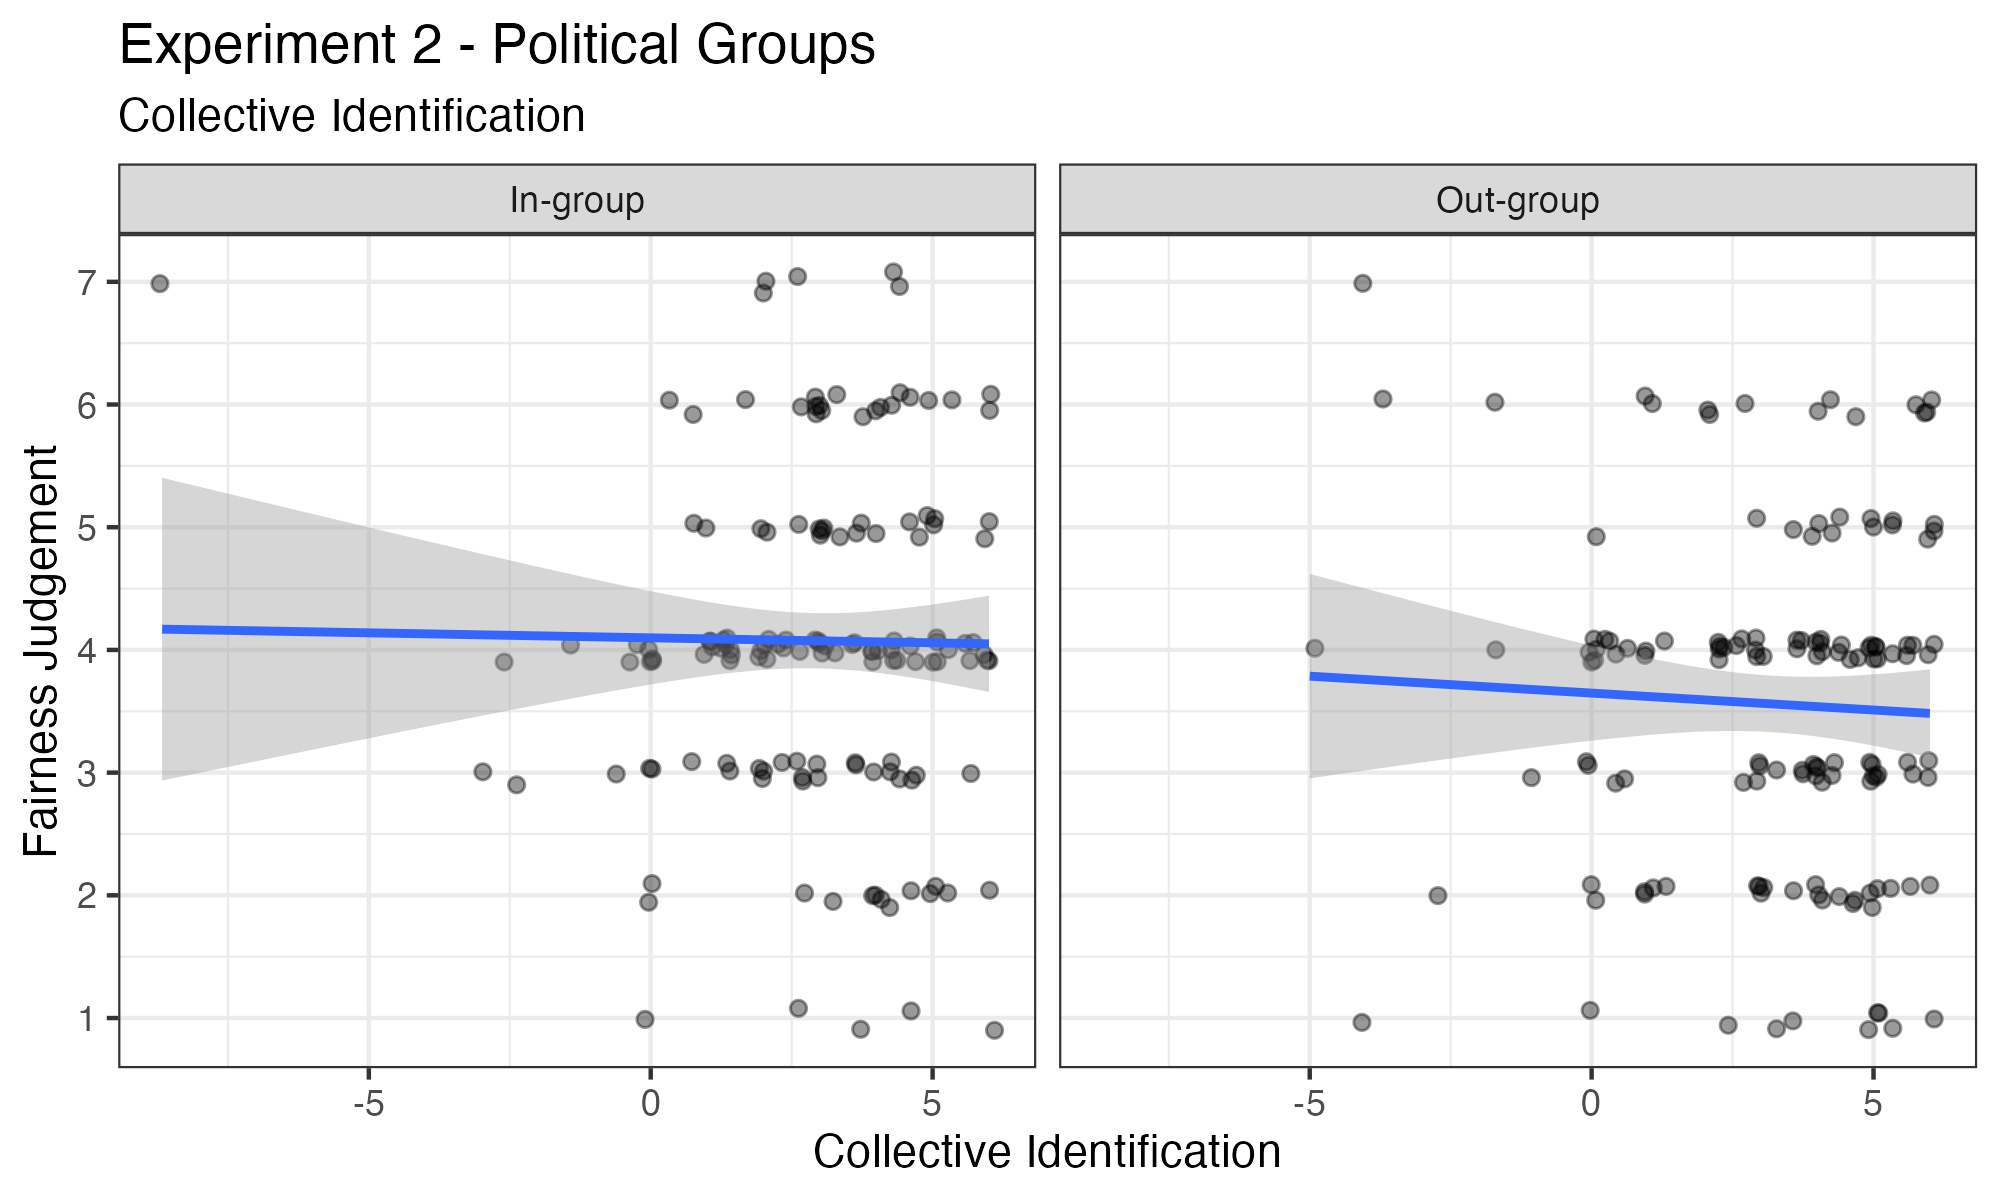 Experiment 2 - Political Groups
Collective Identification
In-group
Out-group
Fairness Judgement
7
6
5
4
3
2
1
-5
0
5
-5
0
5
Collective Identification